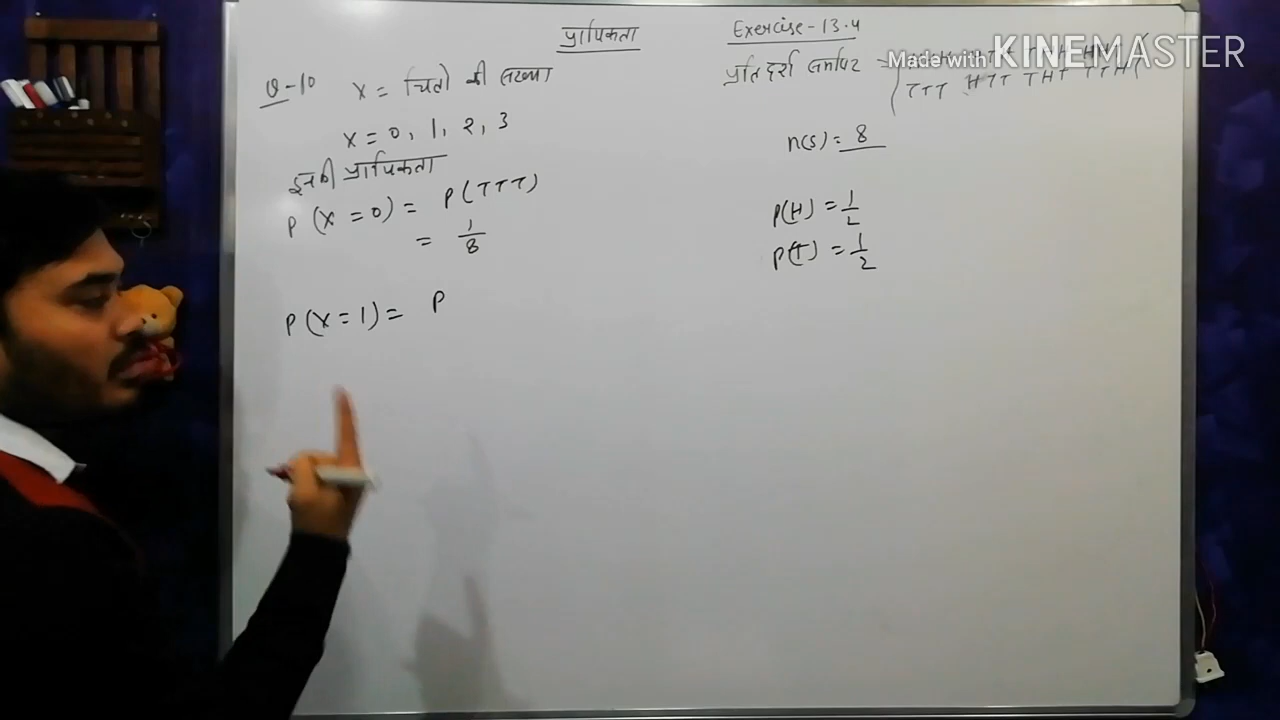 प्रायिकता Exercise-13.4
Q-10 X = चितों की संख्या
X = 0, 1, 2, 3
इनकी प्रायिकता
P (X = 0) = P (TTT)
= 1/8
P (X = 1) = P
प्रतिदर्श समष्टि =
TTT HTT THT TTH
n(S) = 8
P(H) = 1/2
P(T) = 1/2
Made with KINEMASTER